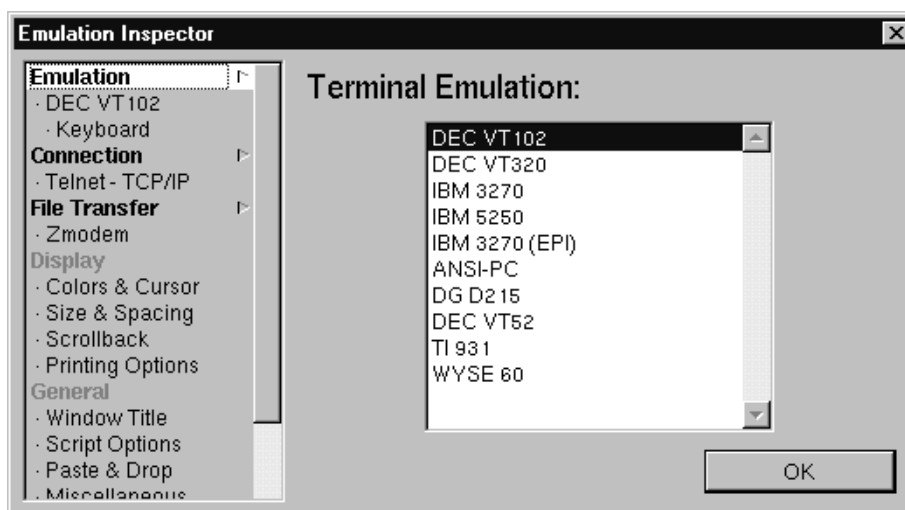 Emulation Inspector
Emulation
· DEC VT102
· Keyboard
Connection
· Telnet - TCP/IP
File Transfer
· Zmodem
Display
· Colors & Cursor
· Size & Spacing
· Scrollback
· Printing Options
General
· Window Title
· Script Options
· Paste & Drop
· Miscellaneous
Terminal Emulation:
DEC VT102
DEC VT320
IBM 3270
IBM 5250
IBM 3270 (EPI)
ANSI-PC
DG D215
DEC VT52
TI 931
WYSE 60
OK